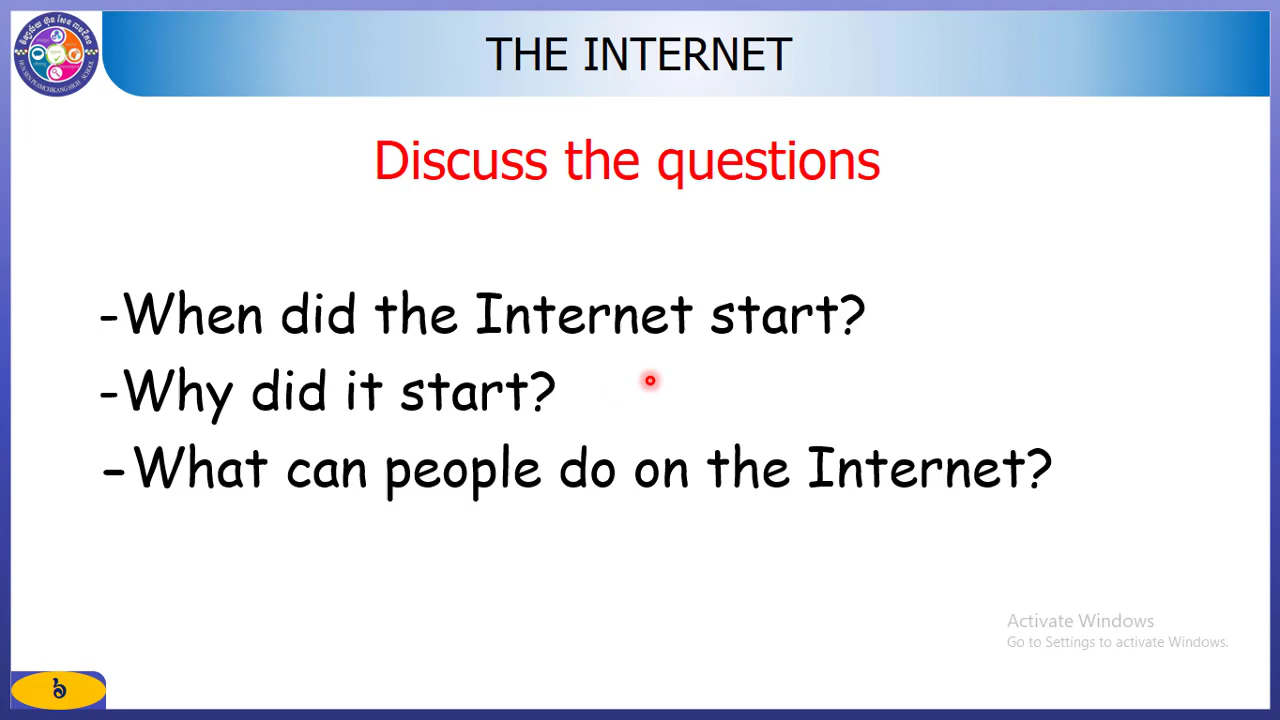 THE INTERNET
Discuss the questions
-When did the Internet start?
-Why did it start?
-What can people do on the Internet?
Activate Windows
Go to Settings to activate Windows.
៦